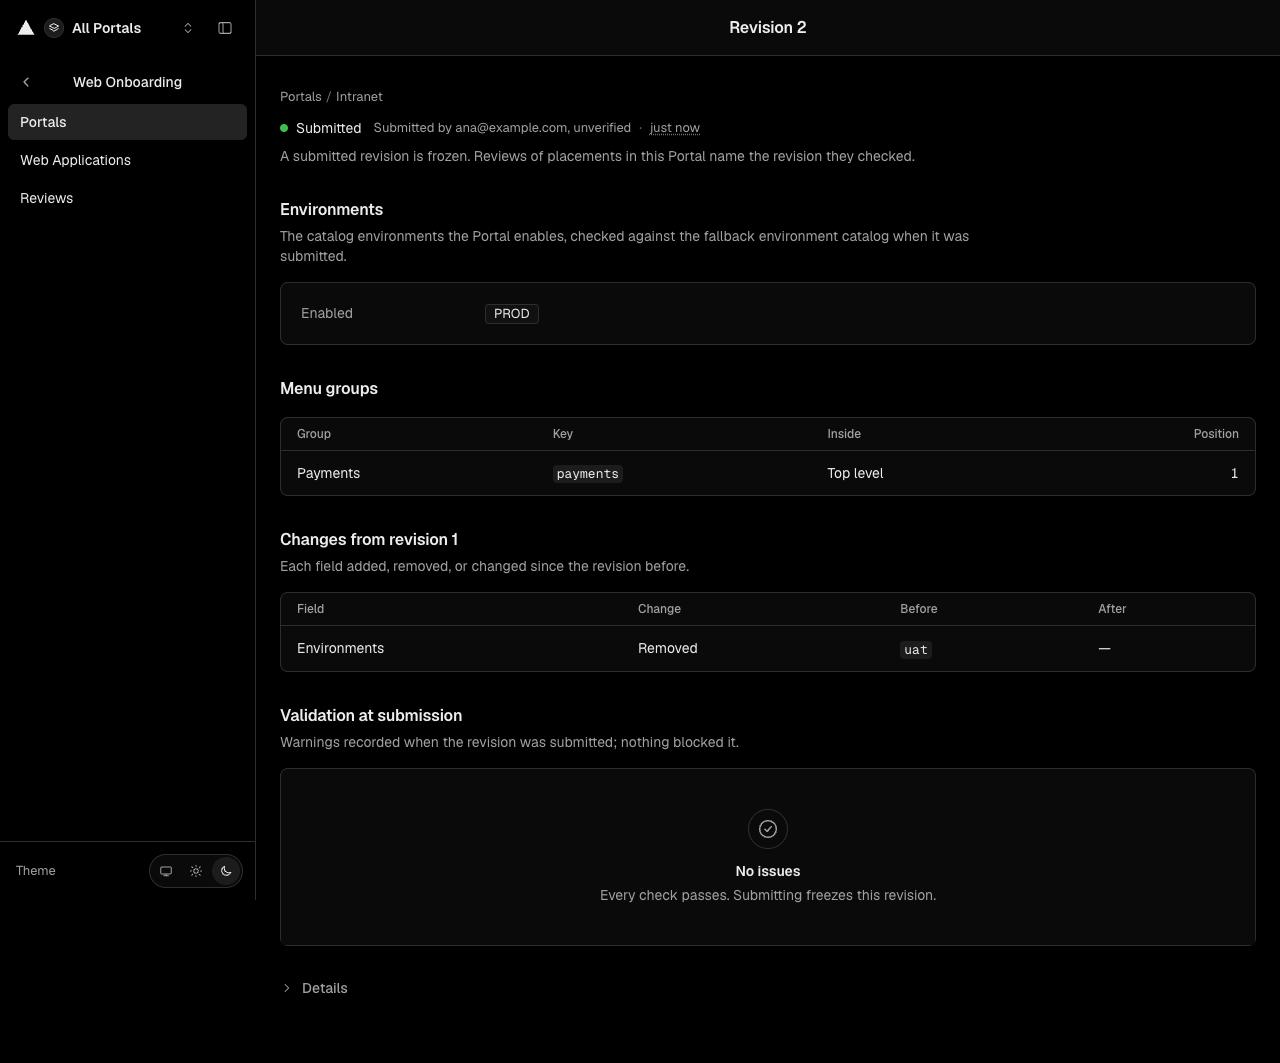 All Portals
Revision 2
Web Onboarding
Portals
Web Applications
Reviews
Portals / Intranet
Submitted Submitted by ana@example.com, unverified · just now
A submitted revision is frozen. Reviews of placements in this Portal name the revision they checked.
Environments
The catalog environments the Portal enables, checked against the fallback environment catalog when it was
submitted.
Enabled PROD
Menu groups
Group Key Inside Position
Payments payments Top level 1
Changes from revision 1
Each field added, removed, or changed since the revision before.
Field Change Before After
Environments Removed uat —
Validation at submission
Warnings recorded when the revision was submitted; nothing blocked it.
No issues
Every check passes. Submitting freezes this revision.
Theme
Details